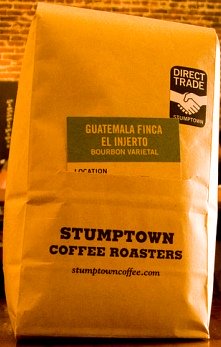 DIRECT
TRADE
STUMPTOWN
GUATEMALA FINCA
EL INJERTO
BOURBON VARIETAL
LOCATION
STUMPTOWN
COFFEE ROASTERS
stumptowncoffee.com